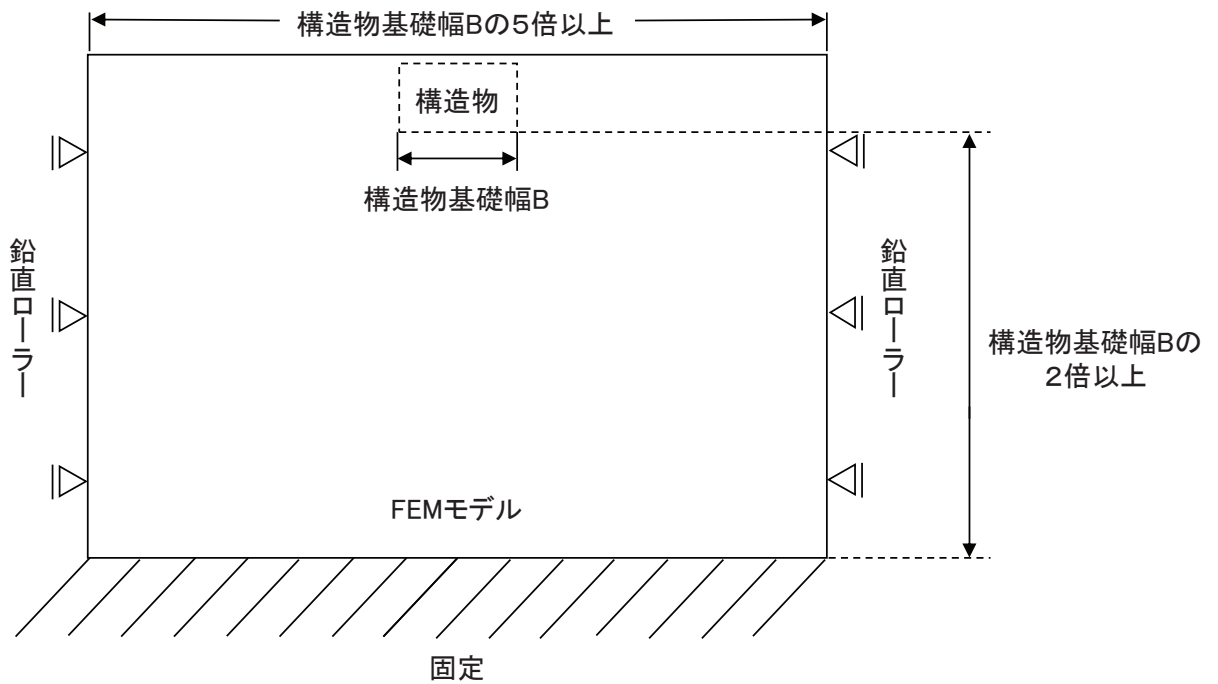 構造物基礎幅Bの5倍以上
構造物
構造物基礎幅B
鉛直ローラー
鉛直ローラー
構造物基礎幅Bの
2倍以上
FEMモデル
固定